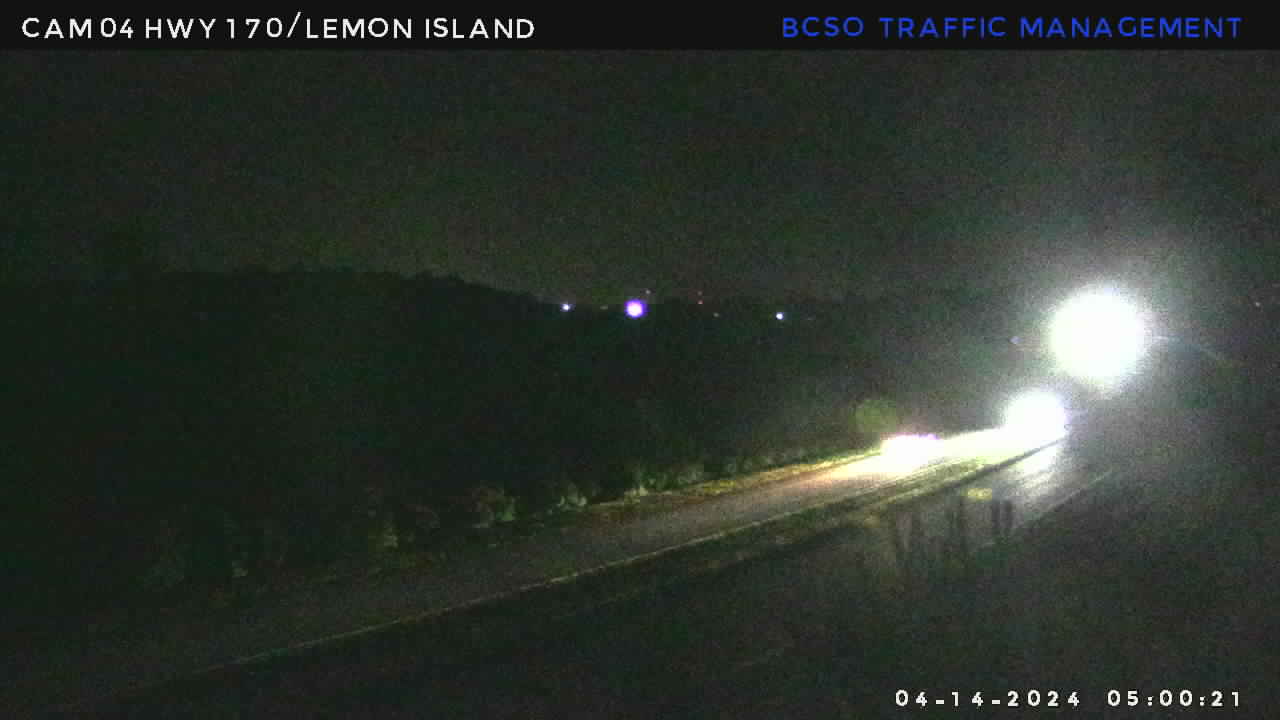 CAM04 HWY 170/LEMON ISLAND
BCSO TRAFFIC MANAGEMENT
04-14-2024 05:00:21